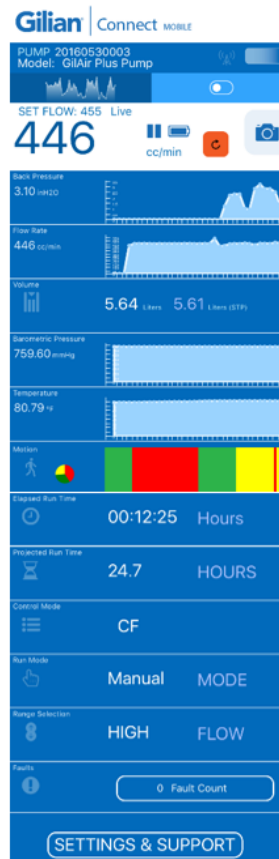 Gilian Connect MOBILE
PUMP 20160530003
Model: GilAir Plus Pump
SET FLOW: 455 Live
446
cc/min
Back Pressure
3.10 inH2O
Flow Rate
446 cc/min
Volume
5.64 Liters 5.61 Liters (STP)
Barometric Pressure
759.60 mmHg
Temperature
80.79 °F
Motion
Elapsed Run Time
00:12:25 Hours
Projected Run Time
24.7 HOURS
Control Mode
CF
Run Mode
Manual MODE
Range Selection
HIGH FLOW
Faults
0 Fault Count
SETTINGS & SUPPORT